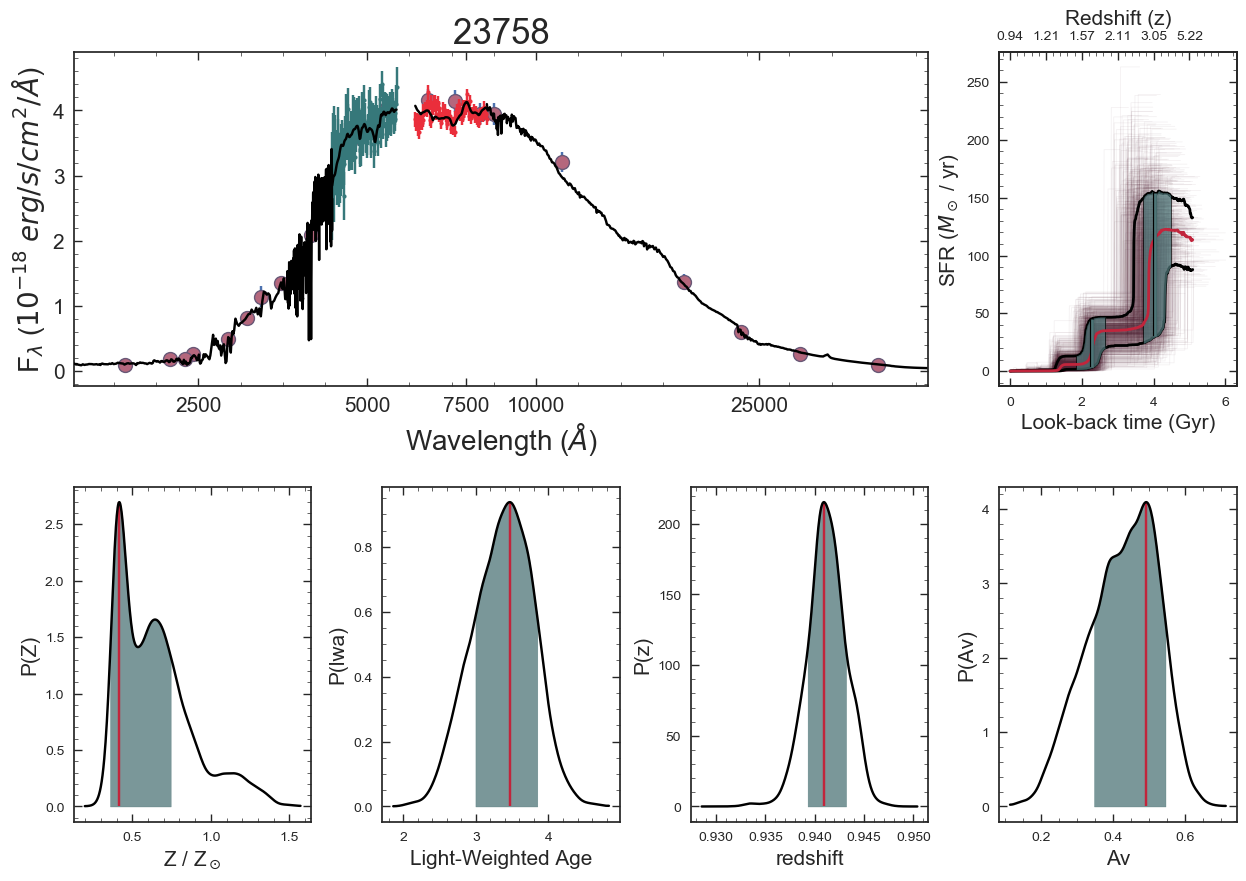 23758
F_λ (10^−18 erg/s/cm^2/Å)
4
3
2
1
0
2500 5000 7500 10000 25000
Wavelength (Å)
Redshift (z)
0.94 1.21 1.57 2.11 3.05 5.22
SFR (M_⊙ / yr)
250
200
150
100
50
0
0 2 4 6
Look-back time (Gyr)
P(Z)
2.5
2.0
1.5
1.0
0.5
0.0
0.5 1.0 1.5
Z / Z_⊙
P(lwa)
0.8
0.6
0.4
0.2
0.0
2 3 4
Light-Weighted Age
P(z)
200
150
100
50
0
0.930 0.935 0.940 0.945 0.950
redshift
P(Av)
4
3
2
1
0
0.2 0.4 0.6
Av